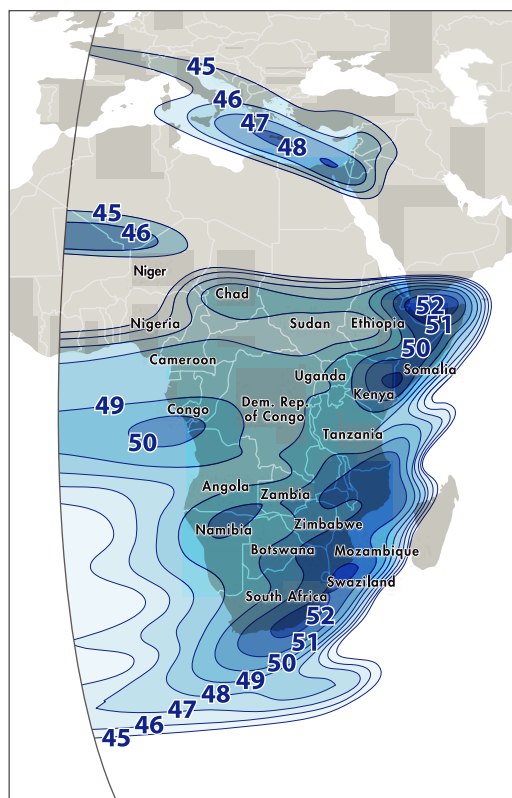 45
46
47
48
45
46
Niger
Chad
52
Nigeria
Sudan
Ethiopia
51
50
Cameroon
Somalia
Uganda
Kenya
49
Congo
Dem. Rep.
of Congo
50
Tanzania
Angola
Zambia
Namibia
Zimbabwe
Botswana
Mozambique
Swaziland
South Africa
52
51
50
49
48
47
46
45